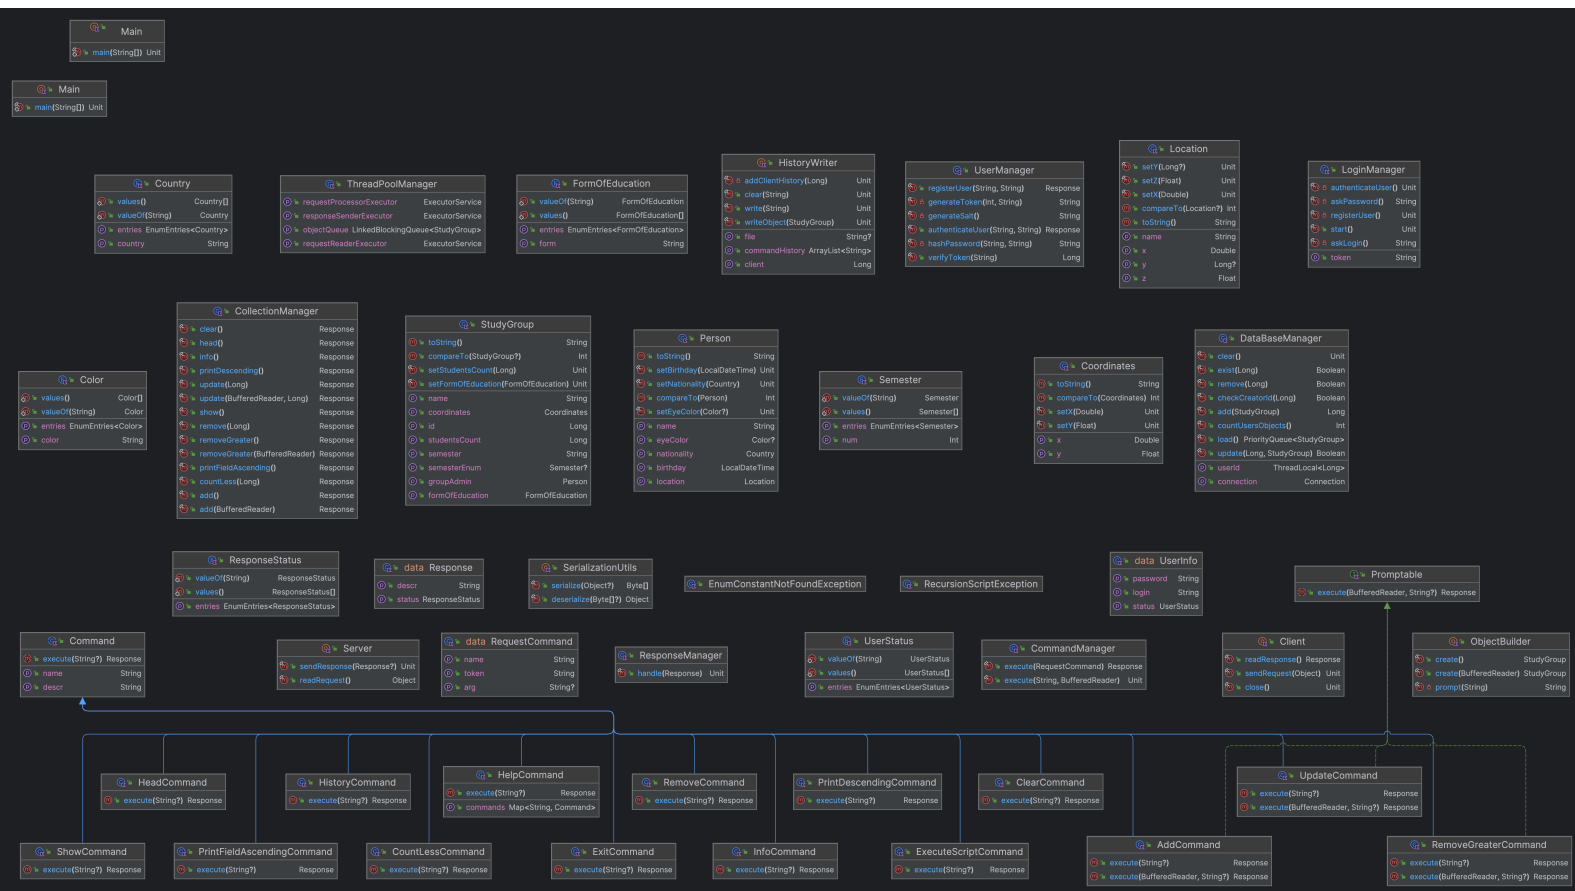 Main
main(String[]) Unit
Main
main(String[]) Unit
Country
values() Country[]
valueOf(String) Country
entries EnumEntries<Country>
country String
ThreadPoolManager
requestProcessorExecutor ExecutorService
responseSenderExecutor ExecutorService
objectQueue LinkedBlockingQueue<StudyGroup>
requestReaderExecutor ExecutorService
FormOfEducation
valueOf(String) FormOfEducation
values() FormOfEducation[]
entries EnumEntries<FormOfEducation>
form String
HistoryWriter
addClientHistory(Long) Unit
clear(String) Unit
write(String) Unit
writeObject(StudyGroup) Unit
file String?
commandHistory ArrayList<String>
client Long
UserManager
registerUser(String, String) Response
generateToken(Int, String) String
generateSalt() String
authenticateUser(String, String) Response
hashPassword(String, String) String
verifyToken(String) Long
Location
setY(Long?) Unit
setZ(Float) Unit
setX(Double) Unit
compareTo(Location?) Int
toString() String
name String
x Double
y Long?
z Float
LoginManager
authenticateUser() Unit
askPassword() String
registerUser() Unit
start() Unit
askLogin() String
token String
CollectionManager
clear() Response
head() Response
info() Response
printDescending() Response
update(Long) Response
update(BufferedReader, Long) Response
show() Response
remove(Long) Response
removeGreater() Response
removeGreater(BufferedReader) Response
printFieldAscending() Response
countLess(Long) Response
add() Response
add(BufferedReader) Response
StudyGroup
toString() String
compareTo(StudyGroup?) Int
setStudentsCount(Long) Unit
setFormOfEducation(FormOfEducation) Unit
name String
coordinates Coordinates
id Long
studentsCount Long
semester String
semesterEnum Semester?
groupAdmin Person
formOfEducation FormOfEducation
Person
toString() String
setBirthday(LocalDateTime) Unit
setNationality(Country) Unit
compareTo(Person) Int
setEyeColor(Color?) Unit
name String
eyeColor Color?
nationality Country
birthday LocalDateTime
location Location
DataBaseManager
clear() Unit
exist(Long) Boolean
remove(Long) Boolean
checkCreatorId(Long) Boolean
add(StudyGroup) Long
countUsersObjects() Int
load() PriorityQueue<StudyGroup>
update(Long, StudyGroup) Boolean
userId ThreadLocal<Long>
connection Connection
Color
values() Color[]
valueOf(String) Color
entries EnumEntries<Color>
color String
Semester
valueOf(String) Semester
values() Semester[]
entries EnumEntries<Semester>
num Int
Coordinates
toString() String
compareTo(Coordinates) Int
setX(Double) Unit
setY(Float) Unit
x Double
y Float
ResponseStatus
valueOf(String) ResponseStatus
values() ResponseStatus[]
entries EnumEntries<ResponseStatus>
data Response
descr String
status ResponseStatus
SerializationUtils
serialize(Object?) Byte[]
deserialize(Byte[]?) Object
EnumConstantNotFoundException
RecursionScriptException
data UserInfo
password String
login String
status UserStatus
Promptable
execute(BufferedReader, String?) Response
Command
execute(String?) Response
name String
descr String
Server
sendResponse(Response?) Unit
readRequest() Object
data RequestCommand
name String
token String
arg String?
ResponseManager
handle(Response) Unit
UserStatus
valueOf(String) UserStatus
values() UserStatus[]
entries EnumEntries<UserStatus>
CommandManager
execute(RequestCommand) Response
execute(String, BufferedReader) Unit
Client
readResponse() Response
sendRequest(Object) Unit
close() Unit
ObjectBuilder
create() StudyGroup
create(BufferedReader) StudyGroup
prompt(String) String
HeadCommand
execute(String?) Response
HistoryCommand
execute(String?) Response
HelpCommand
execute(String?) Response
commands Map<String, Command>
RemoveCommand
execute(String?) Response
PrintDescendingCommand
execute(String?) Response
ClearCommand
execute(String?) Response
UpdateCommand
execute(String?) Response
execute(BufferedReader, String?) Response
ShowCommand
execute(String?) Response
PrintFieldAscendingCommand
execute(String?) Response
CountLessCommand
execute(String?) Response
ExitCommand
execute(String?) Response
InfoCommand
execute(String?) Response
ExecuteScriptCommand
execute(String?) Response
AddCommand
execute(String?) Response
execute(BufferedReader, String?) Response
RemoveGreaterCommand
execute(String?) Response
execute(BufferedReader, String?) Response